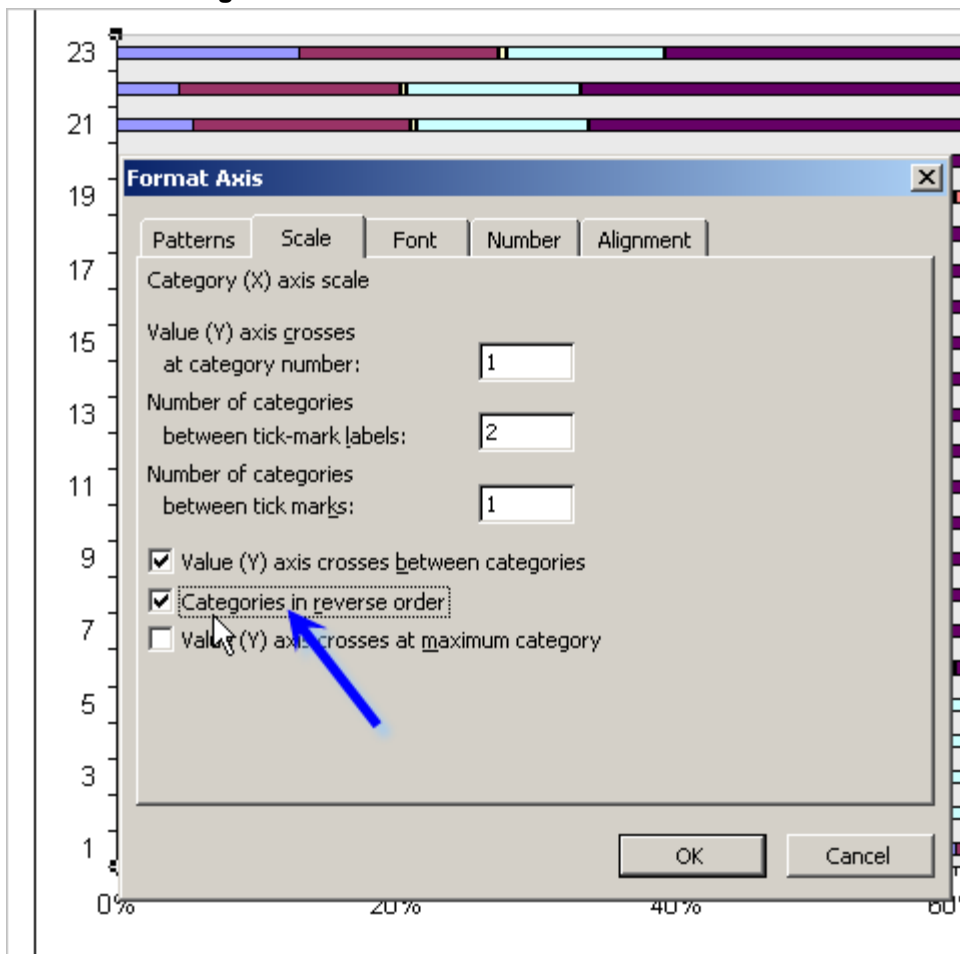 23
21
Format Axis
19
Patterns Scale Font Number Alignment
17
Category (X) axis scale
Value (Y) axis crosses
15
at category number: 1
Number of categories
13
between tick-mark labels: 2
Number of categories
11
between tick marks: 1
9
Value (Y) axis crosses between categories
Categories in reverse order
7
Value (Y) axis crosses at maximum category
5
3
1
OK Cancel
0% 20% 40% 60